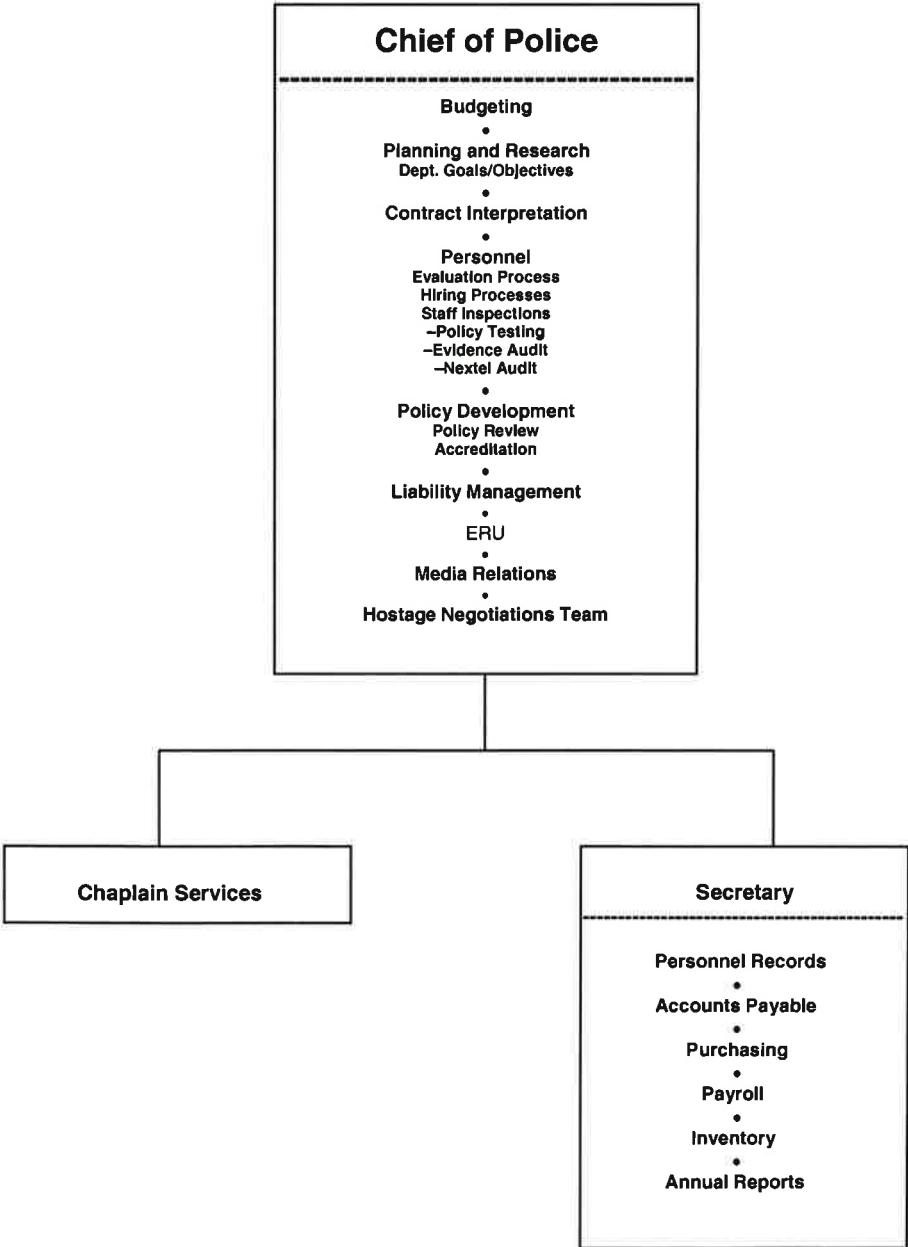 Chief of Police
Budgeting
•
Planning and Research
Dept. Goals/Objectives
•
Contract Interpretation
•
Personnel
Evaluation Process
Hiring Processes
Staff Inspections
–Policy Testing
–Evidence Audit
–Nextel Audit
•
Policy Development
Policy Review
Accreditation
•
Liability Management
•
ERU
•
Media Relations
•
Hostage Negotiations Team
Chaplain Services
Secretary
Personnel Records
•
Accounts Payable
•
Purchasing
•
Payroll
•
Inventory
•
Annual Reports